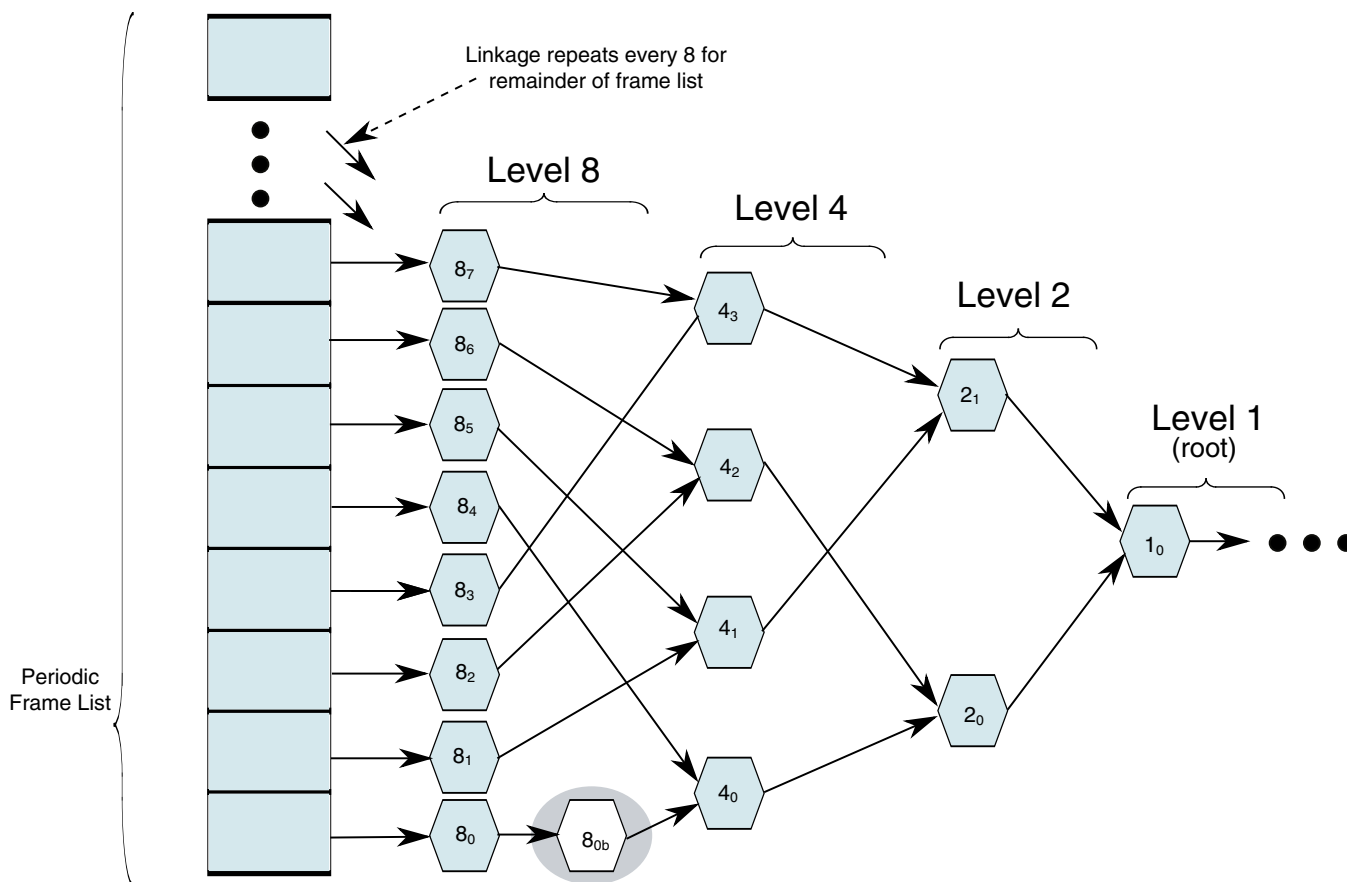 Linkage repeats every 8 for
remainder of frame list
Level 8
Level 4
Level 2
Level 1
(root)
8₇
8₆
8₅
8₄
8₃
8₂
8₁
8₀
8₀b
4₃
4₂
4₁
4₀
2₁
2₀
1₀
Periodic
Frame List